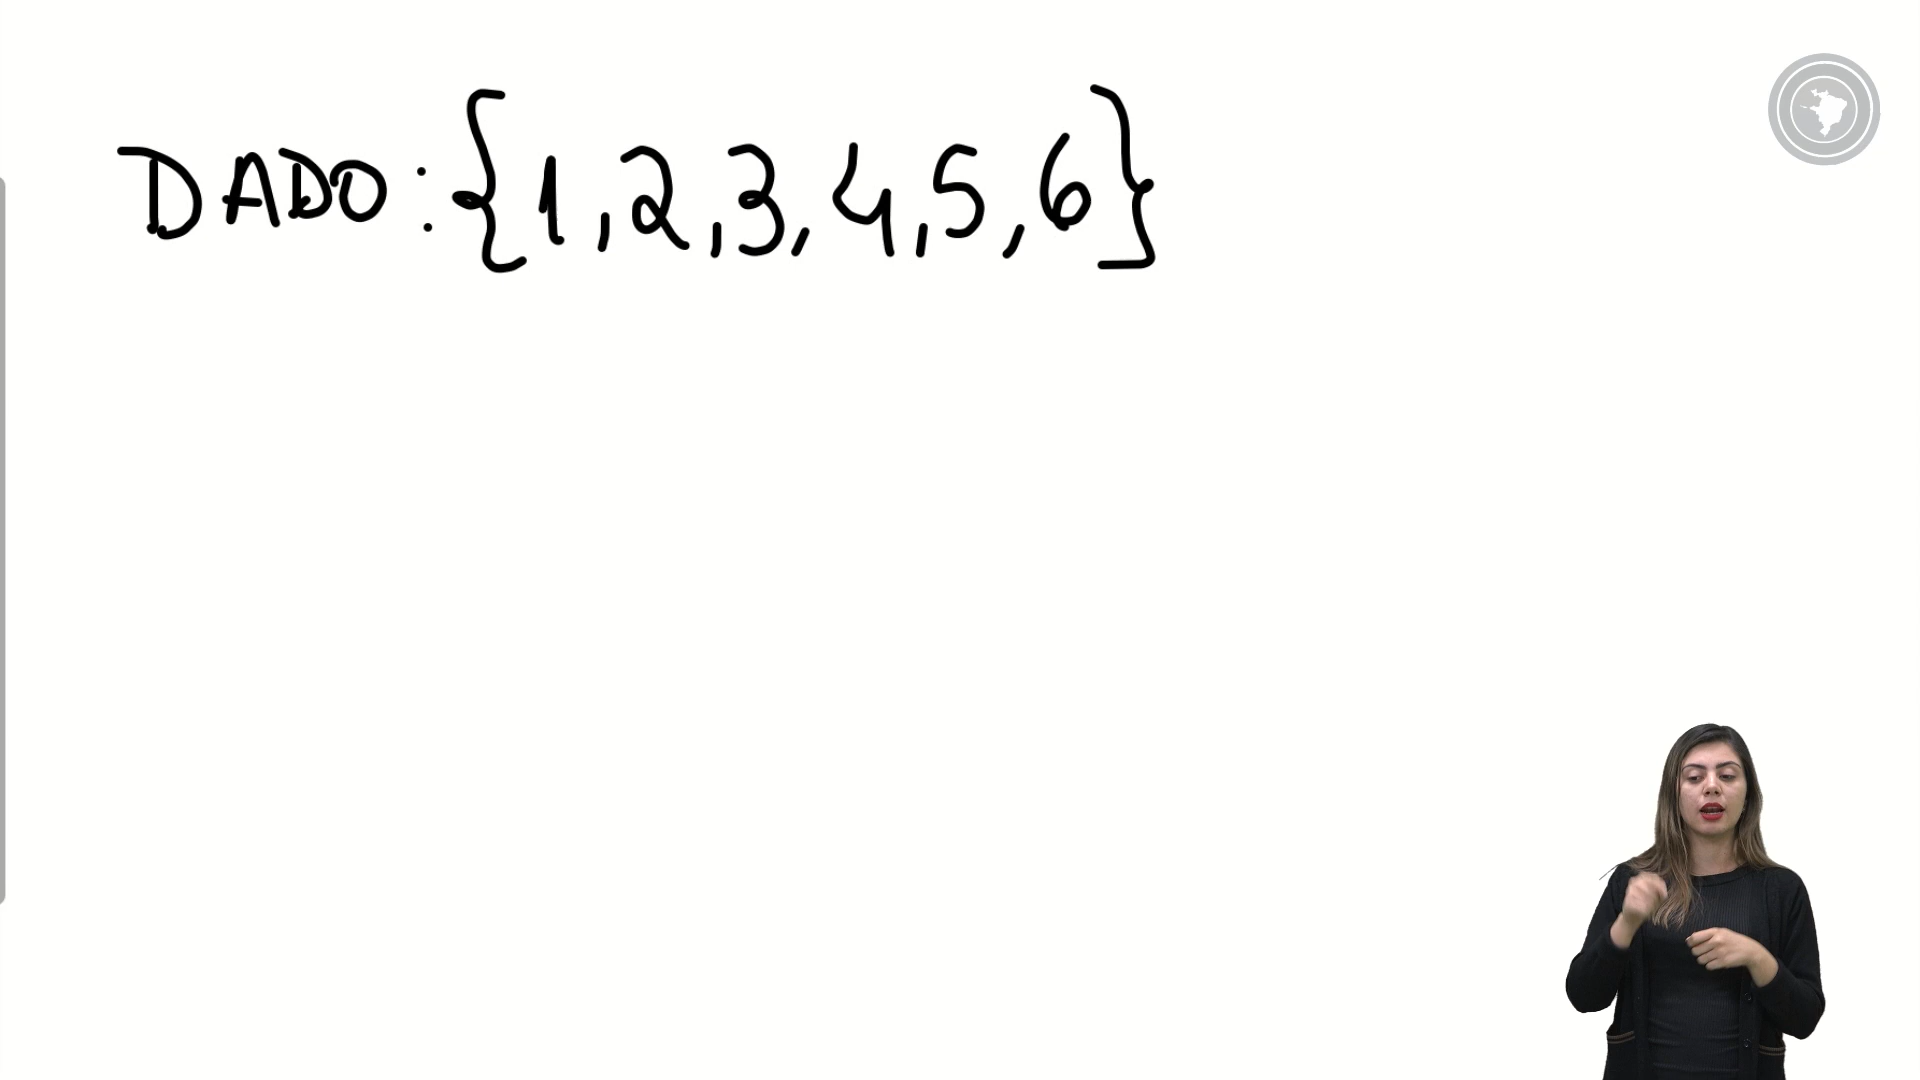 DADO: {1, 2, 3, 4, 5, 6}